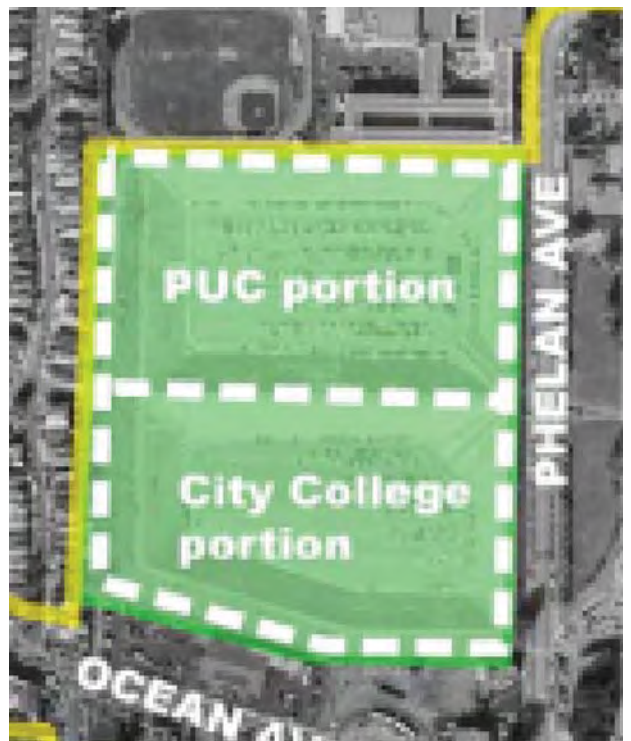 PUC portion
PHELAN AVE
City College
portion
OCEAN AV